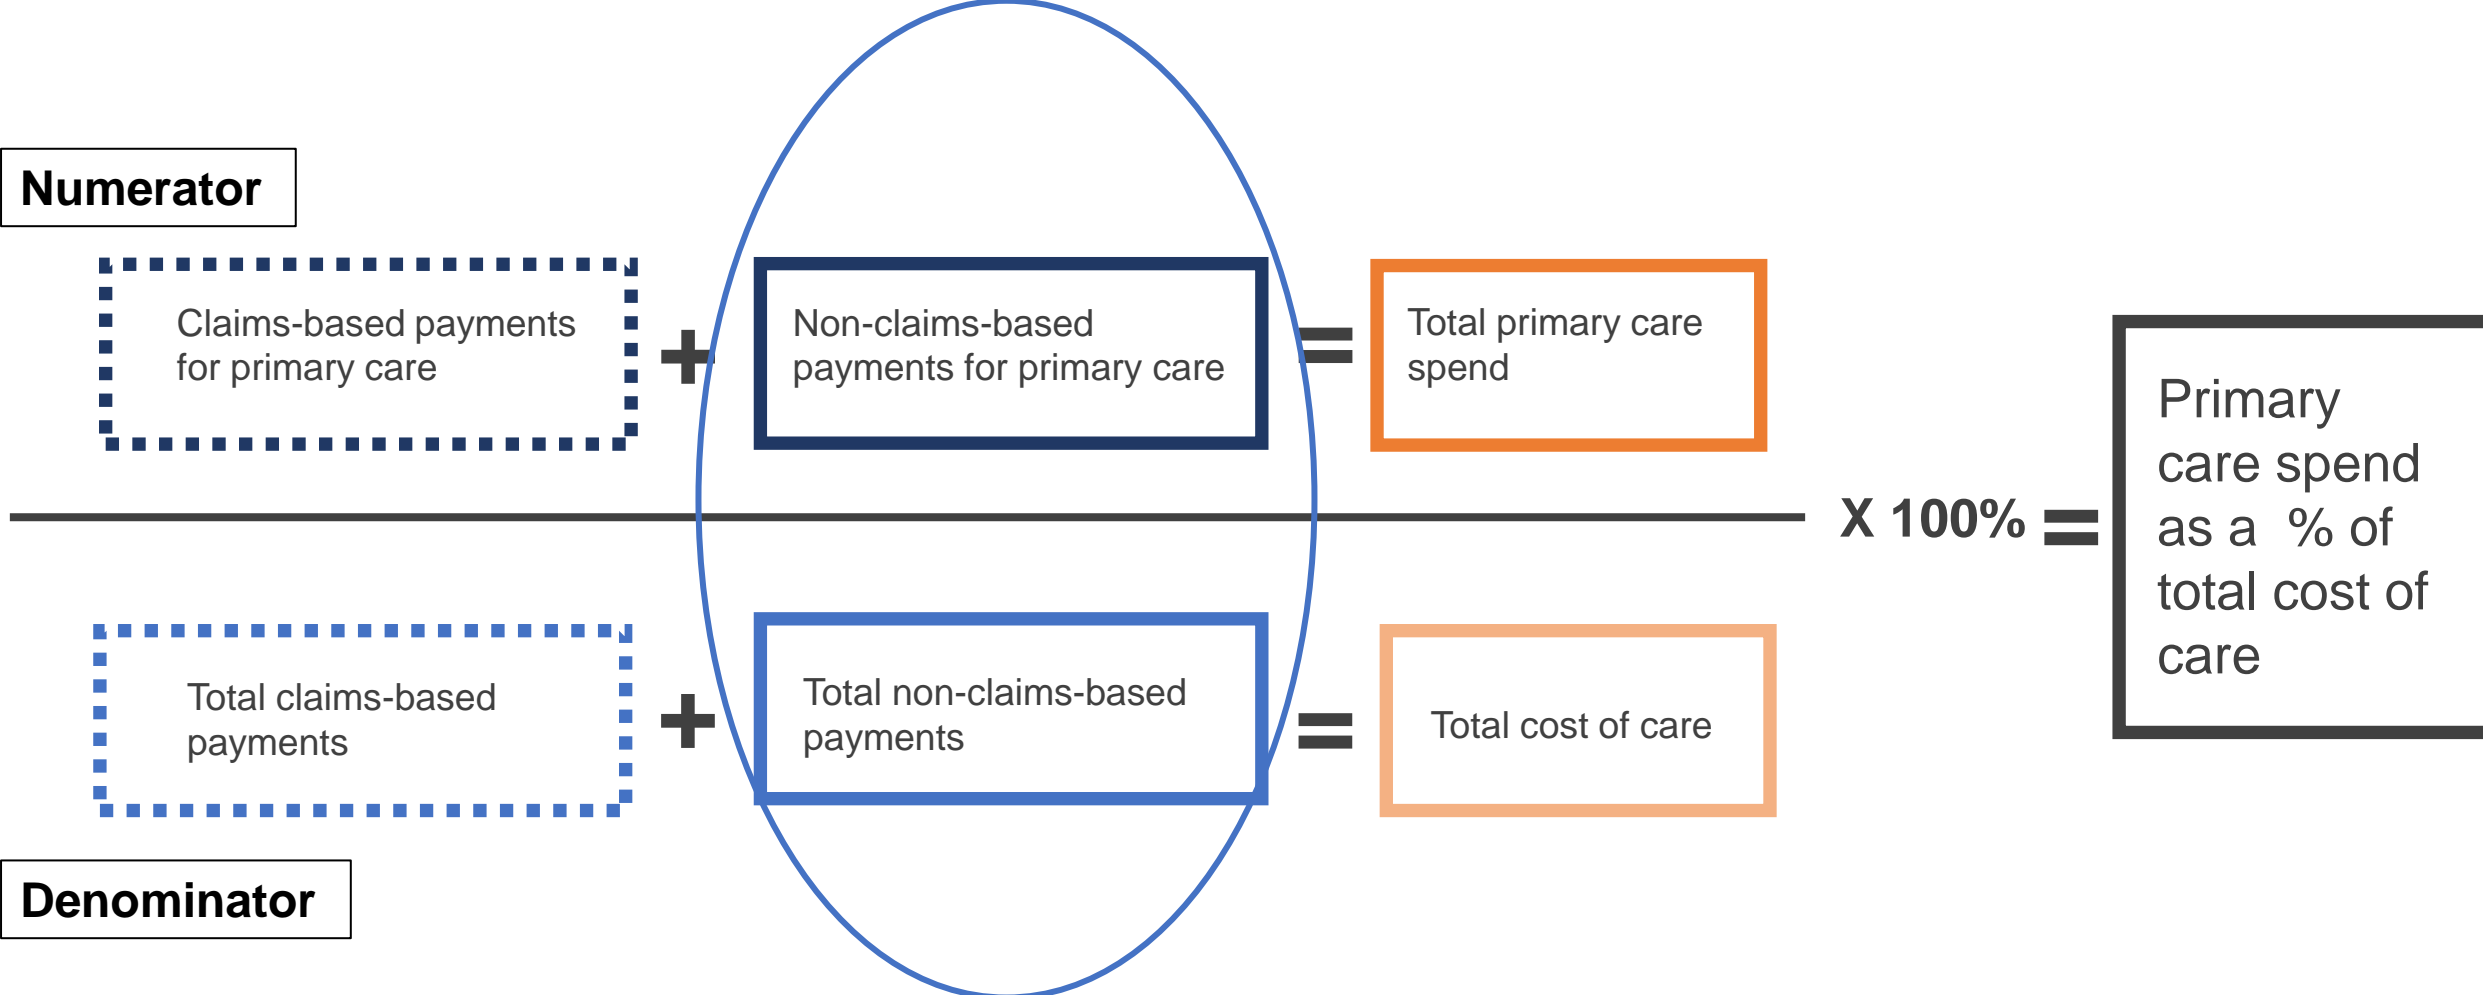 Numerator
Claims-based payments
for primary care
+
Non-claims-based
payments for primary care
=
Total primary care
spend
X 100% =
Primary
care spend
as a  % of
total cost of
care
Total claims-based
payments
+
Total non-claims-based
payments
=
Total cost of care
Denominator